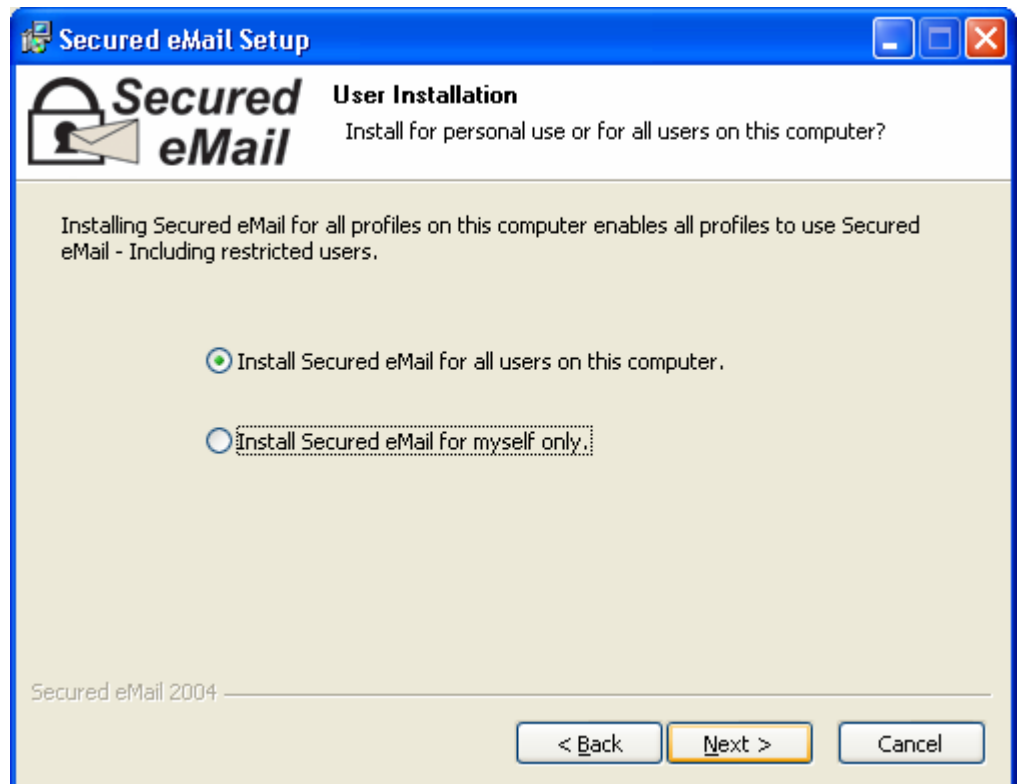 Secured eMail Setup
Secured
eMail
User Installation
Install for personal use or for all users on this computer?
Installing Secured eMail for all profiles on this computer enables all profiles to use Secured
eMail - Including restricted users.
Install Secured eMail for all users on this computer.
Install Secured eMail for myself only.
Secured eMail 2004
< Back
Next >
Cancel